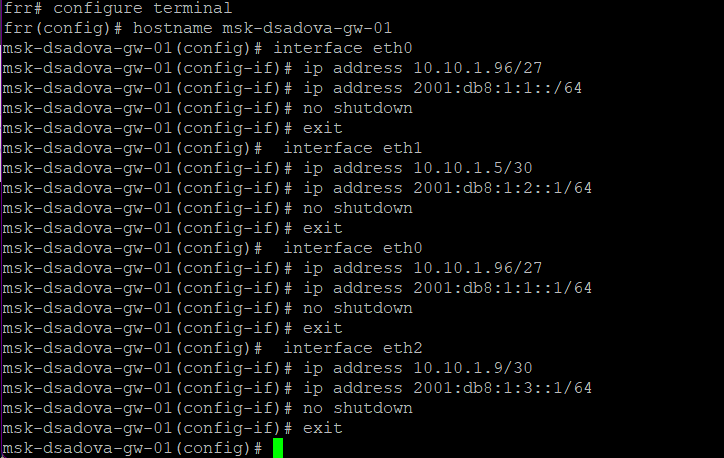 frr# configure terminal
frr(config)# hostname msk-dsadova-gw-01
msk-dsadova-gw-01(config)# interface eth0
msk-dsadova-gw-01(config-if)# ip address 10.10.1.96/27
msk-dsadova-gw-01(config-if)# ip address 2001:db8:1:1::/64
msk-dsadova-gw-01(config-if)# no shutdown
msk-dsadova-gw-01(config-if)# exit
msk-dsadova-gw-01(config)#  interface eth1
msk-dsadova-gw-01(config-if)# ip address 10.10.1.5/30
msk-dsadova-gw-01(config-if)# ip address 2001:db8:1:2::1/64
msk-dsadova-gw-01(config-if)# no shutdown
msk-dsadova-gw-01(config-if)# exit
msk-dsadova-gw-01(config)#  interface eth0
msk-dsadova-gw-01(config-if)# ip address 10.10.1.96/27
msk-dsadova-gw-01(config-if)# ip address 2001:db8:1:1::1/64
msk-dsadova-gw-01(config-if)# no shutdown
msk-dsadova-gw-01(config-if)# exit
msk-dsadova-gw-01(config)#  interface eth2
msk-dsadova-gw-01(config-if)# ip address 10.10.1.9/30
msk-dsadova-gw-01(config-if)# ip address 2001:db8:1:3::1/64
msk-dsadova-gw-01(config-if)# no shutdown
msk-dsadova-gw-01(config-if)# exit
msk-dsadova-gw-01(config)#